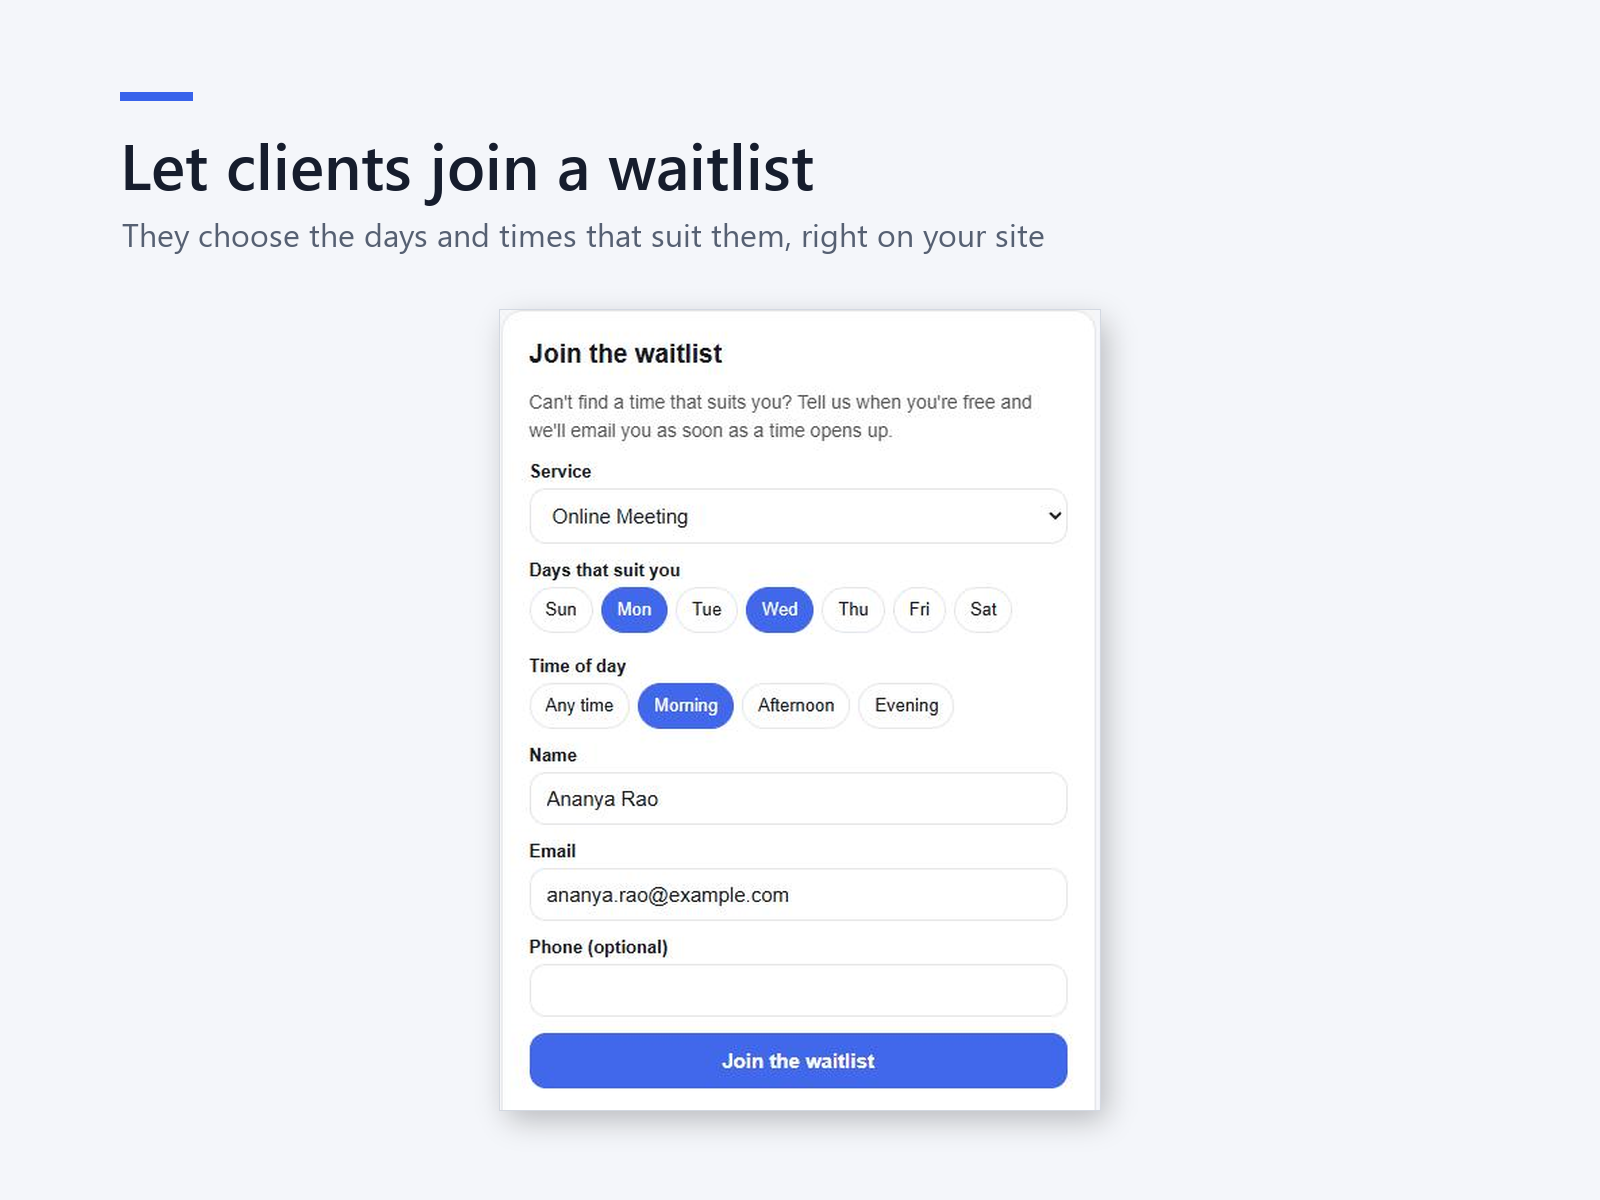 Let clients join a waitlist
They choose the days and times that suit them, right on your site
Join the waitlist
Can't find a time that suits you? Tell us when you're free and
we'll email you as soon as a time opens up.
Service
Online Meeting
Days that suit you
Sun Mon Tue Wed Thu Fri Sat
Time of day
Any time Morning Afternoon Evening
Name
Ananya Rao
Email
ananya.rao@example.com
Phone (optional)
Join the waitlist